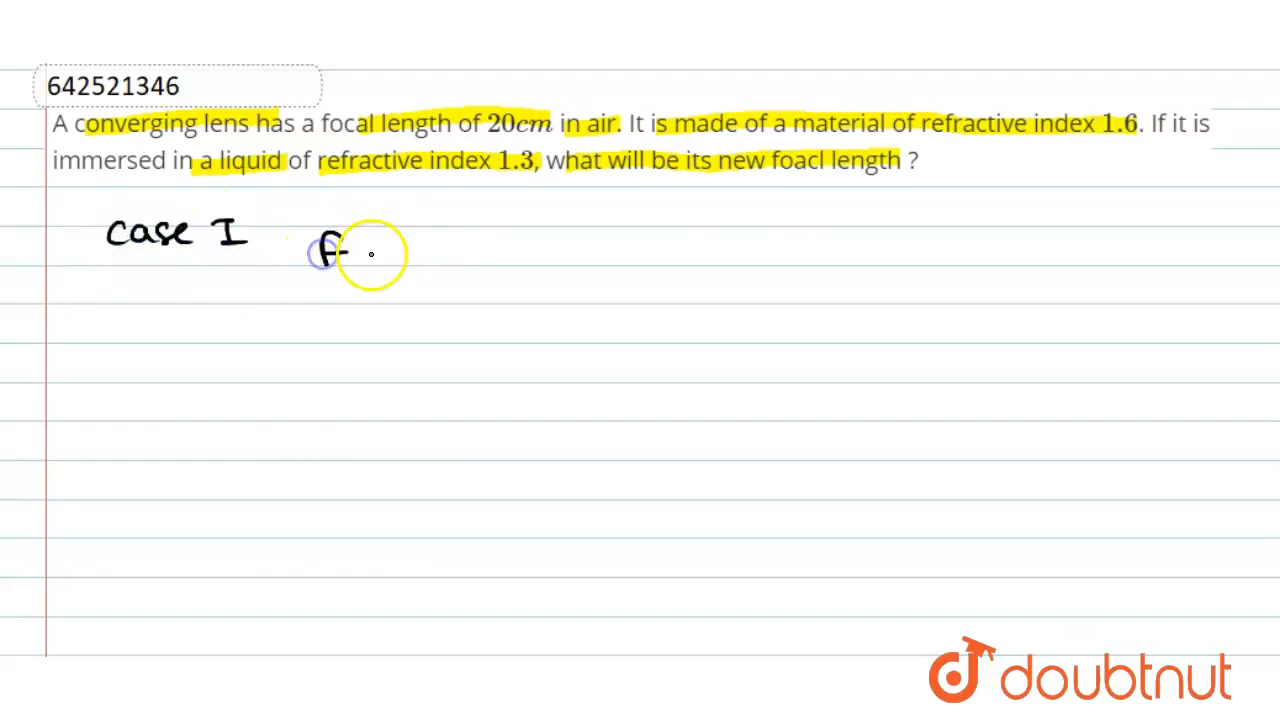 642521346
A converging lens has a focal length of 20cm in air. It is made of a material of refractive index 1.6. If it is
immersed in a liquid of refractive index 1.3, what will be its new foacl length ?
case I
doubtnut